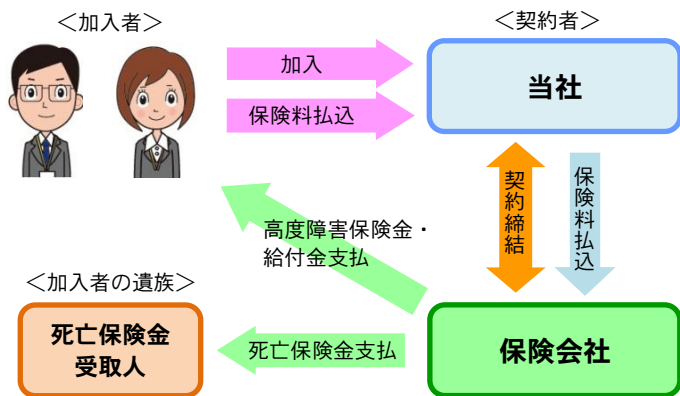 ＜加入者＞
＜契約者＞
加入
当社
保険料払込
契約締結
保険料払込
高度障害保険金・
給付金支払
＜加入者の遺族＞
死亡保険金
受取人
死亡保険金支払
保険会社